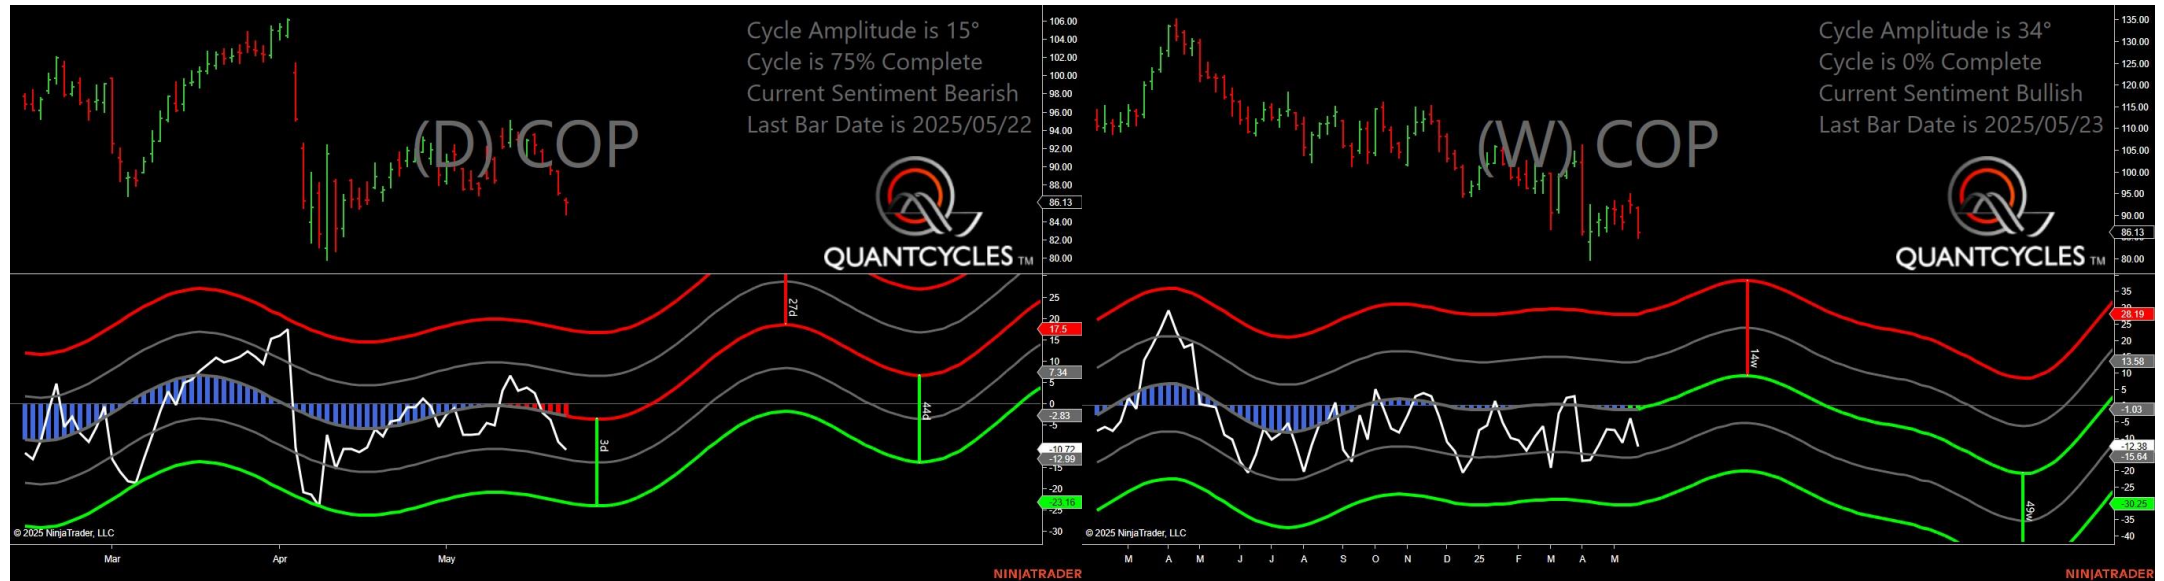 Cycle Amplitude is 15°
Cycle is 75% Complete
Current Sentiment Bearish
Last Bar Date is 2025/05/22
(D) COP
QUANTCYCLES TM
106.00
104.00
102.00
100.00
98.00
96.00
94.00
92.00
90.00
88.00
86.13
84.00
82.00
80.00
27d
44d
3d
25
20
17.5
15
10
7.34
5
0
-2.83
-5
-10.72
-12.99
-15
-20
-23.16
-25
-30
© 2025 NinjaTrader, LLC
Mar
Apr
May
NINJATRADER
Cycle Amplitude is 34°
Cycle is 0% Complete
Current Sentiment Bullish
Last Bar Date is 2025/05/23
(W) COP
QUANTCYCLES TM
135.00
130.00
125.00
120.00
115.00
110.00
105.00
100.00
95.00
90.00
86.13
80.00
14w
49w
35
28.19
25
20
13.58
10
5
-1.03
-5
-10
-12.38
-15.64
-20
-25
-30.25
-35
-40
© 2025 NinjaTrader, LLC
M A M J J A S O N D 25 F M A M
NINJATRADER